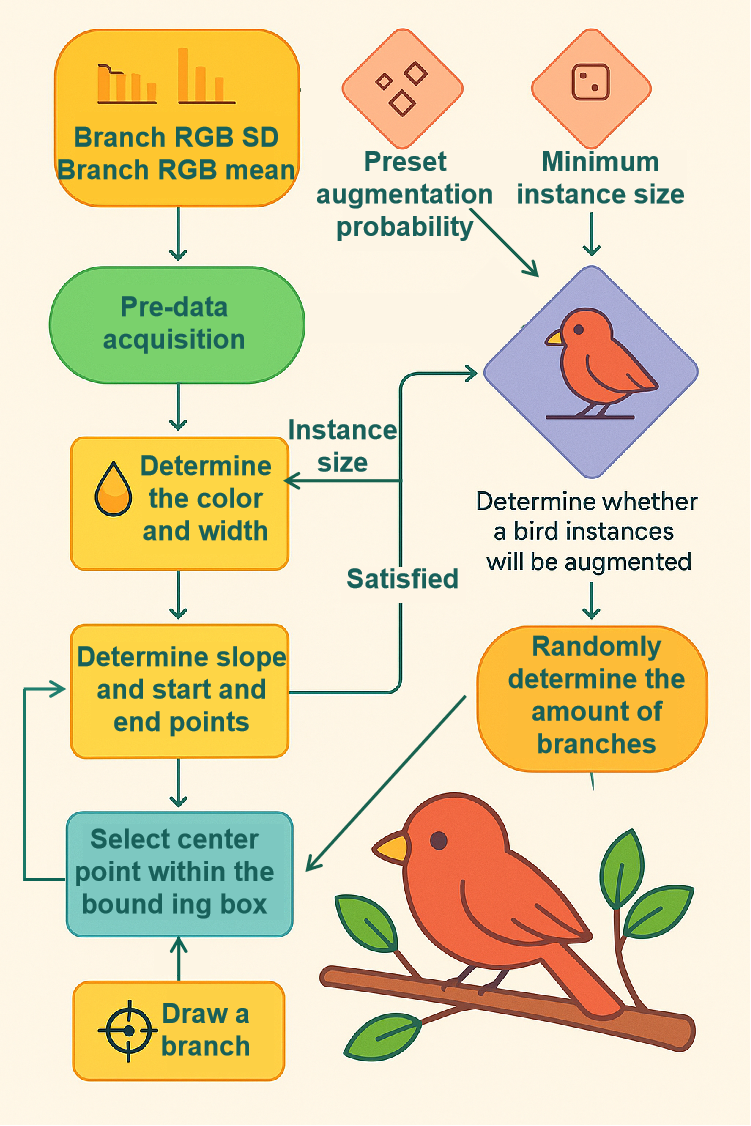 Branch RGB SD
Branch RGB mean
Preset
augmentation
probability
Minimum
instance size
Pre-data
acquisition
Instance
size
Determine
the color
and width
Determine whether
a bird instances
will be augmented
Satisfied
Determine slope
and start and
end points
Randomly
determine the
amount of
branches
Select center
point within the
bound ing box
Draw a
branch